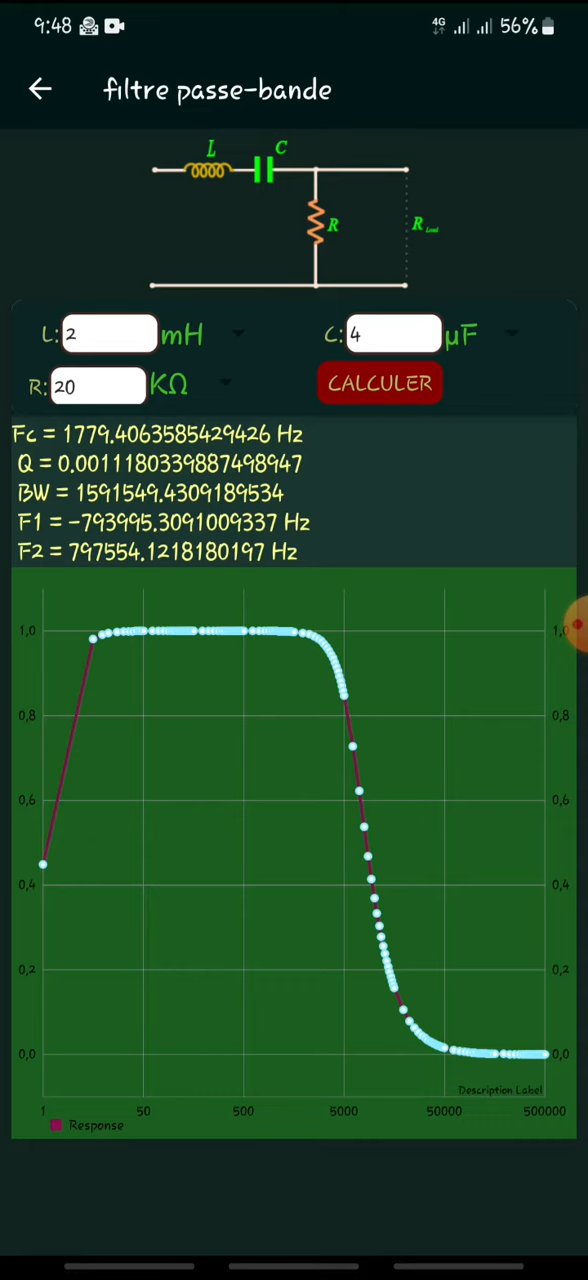 9:48 4G 56%
filtre passe-bande
L C
R R Load
L: 2 mH C: 4 μF
R: 20 KΩ CALCULER
Fc = 1779.4063585429426 Hz
Q = 0.0011180339887498947
BW = 1591549.4309189534
F1 = -793995.3091009337 Hz
F2 = 797554.1218180197 Hz
1,0 1,0
0,8 0,8
0,6 0,6
0,4 0,4
0,2 0,2
0,0 0,0
Description Label
1 50 500 5000 50000 500000
Response